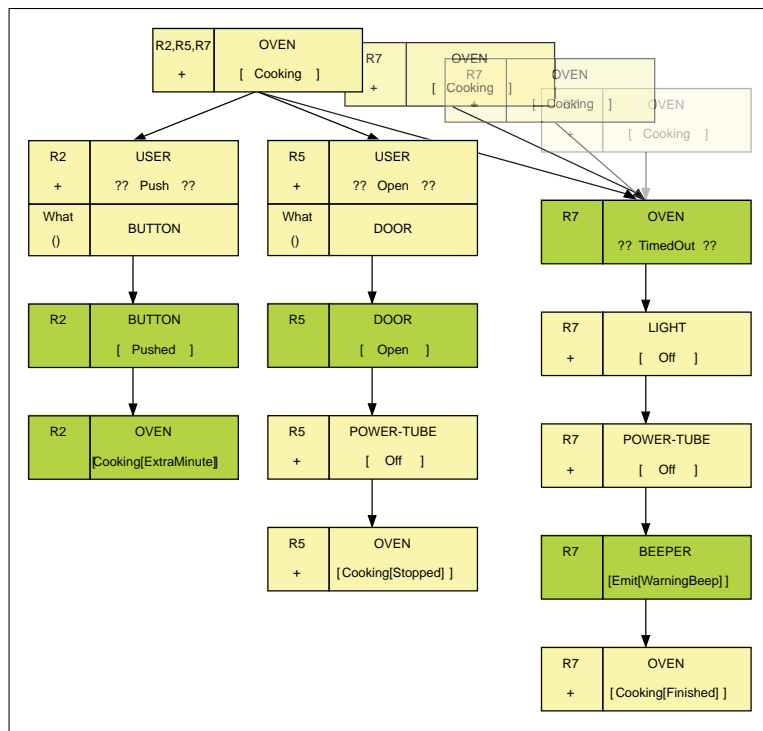 R2,R5,R7 OVEN
+ [ Cooking ]
R7 OVEN
+ [ Cooking ]
R7 OVEN
+ [ Cooking ]
OVEN
+ [ Cooking ]
R2 USER
+ ?? Push ??
What BUTTON
()
R5 USER
+ ?? Open ??
What DOOR
()
R7 OVEN
?? TimedOut ??
R2 BUTTON
[ Pushed ]
R5 DOOR
[ Open ]
R7 LIGHT
+ [ Off ]
R2 OVEN
[Cooking[ExtraMinute]]
R5 POWER-TUBE
+ [ Off ]
R7 POWER-TUBE
+ [ Off ]
R5 OVEN
+ [Cooking[Stopped] ]
R7 BEEPER
[Emit[WarningBeep] ]
R7 OVEN
+ [ Cooking[Finished] ]